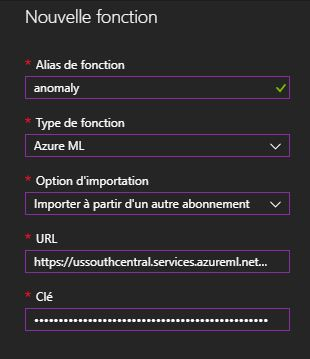 Nouvelle fonction
* Alias de fonction
anomaly
* Type de fonction
Azure ML
* Option d'importation
Importer à partir d'un autre abonnement
* URL
https://ussouthcentral.services.azureml.net...
* Clé
••••••••••••••••••••••••••••••••••••••••••••••••